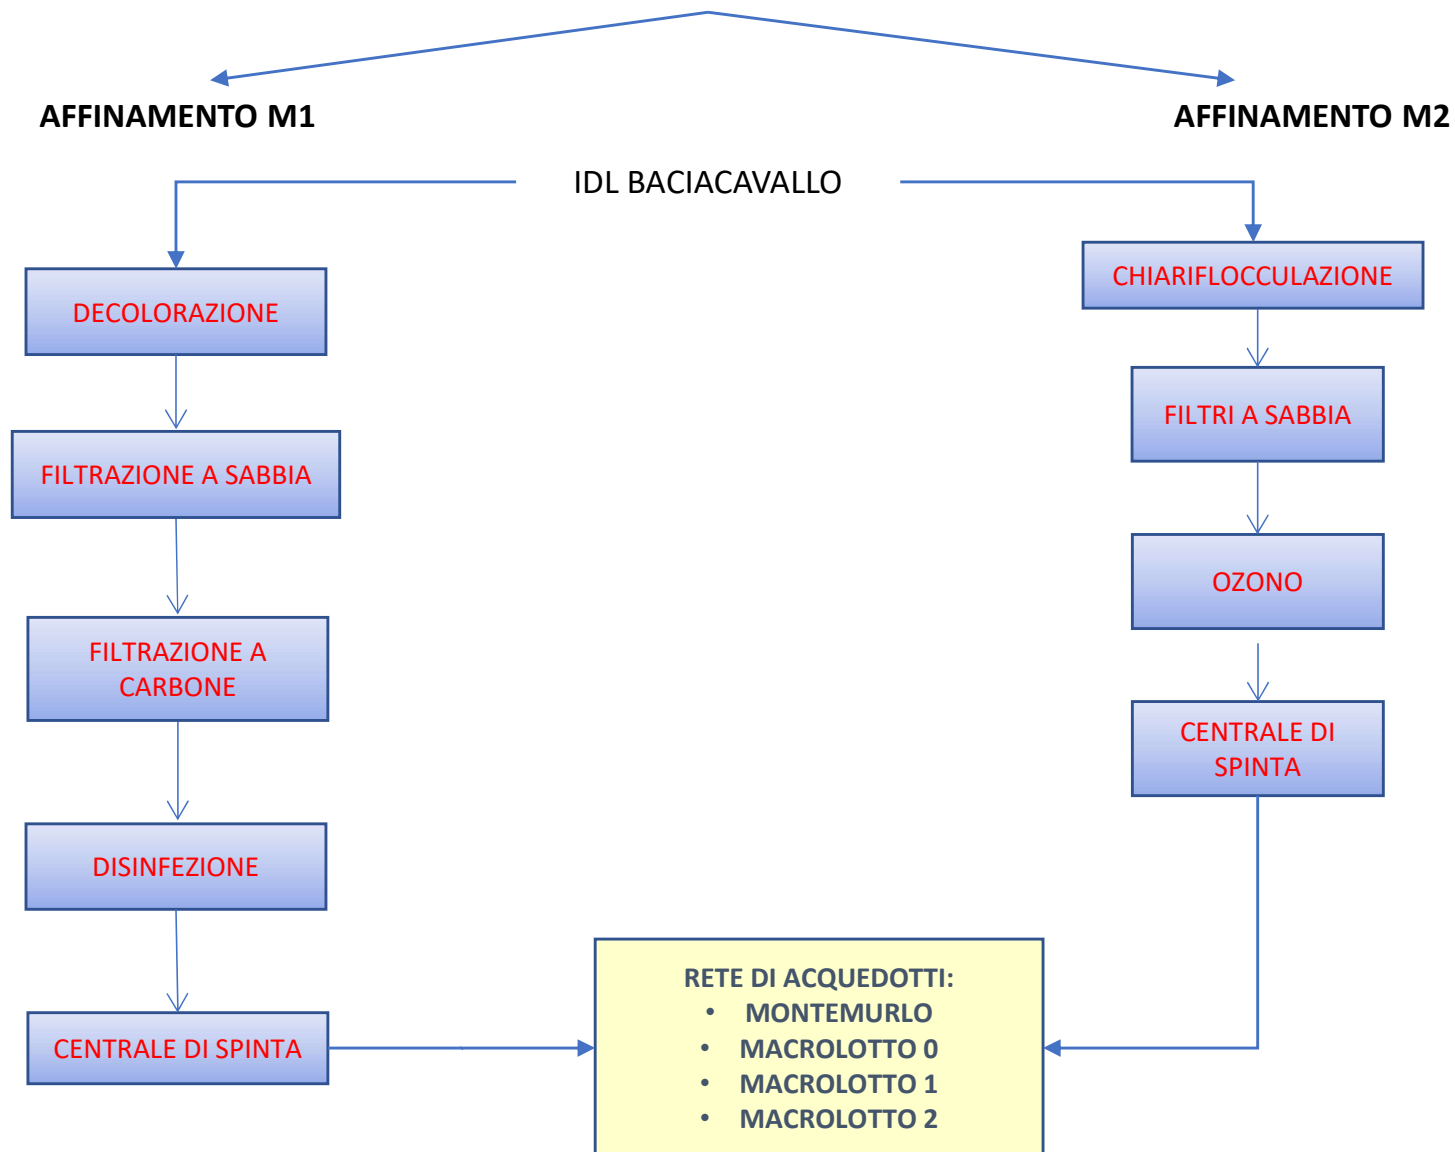 AFFINAMENTO M1
AFFINAMENTO M2
IDL BACIACAVALLO
DECOLORAZIONE
FILTRAZIONE A SABBIA
FILTRAZIONE A
CARBONE
DISINFEZIONE
CENTRALE DI SPINTA
CHIARIFLOCCULAZIONE
FILTRI A SABBIA
OZONO
CENTRALE DI
SPINTA
RETE DI ACQUEDOTTI:
• MONTEMURLO
• MACROLOTTO 0
• MACROLOTTO 1
• MACROLOTTO 2